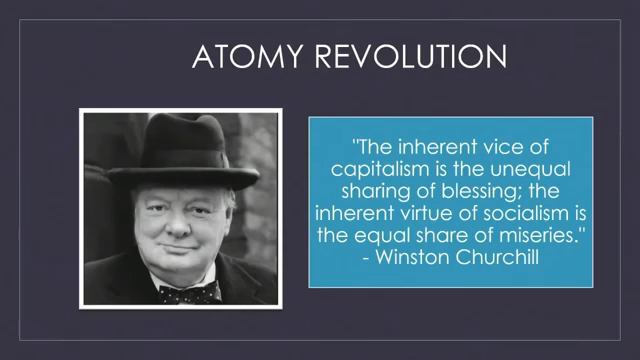 ATOMY REVOLUTION
"The inherent vice of
capitalism is the unequal
sharing of blessing; the
inherent virtue of socialism is
the equal share of miseries."
- Winston Churchill